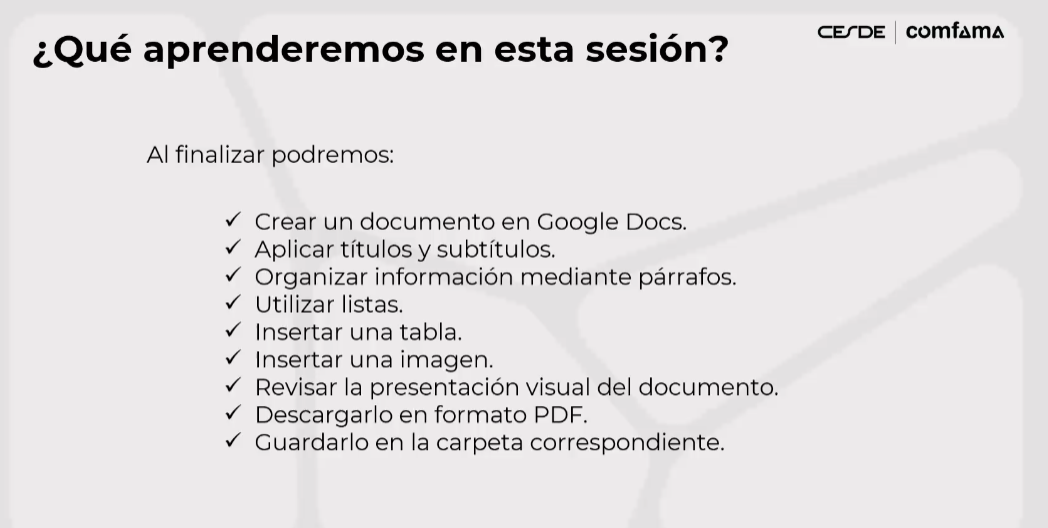 ¿Qué aprenderemos en esta sesión?
CESDE | comfama
Al finalizar podremos:
✓ Crear un documento en Google Docs.
✓ Aplicar títulos y subtítulos.
✓ Organizar información mediante párrafos.
✓ Utilizar listas.
✓ Insertar una tabla.
✓ Insertar una imagen.
✓ Revisar la presentación visual del documento.
✓ Descargarlo en formato PDF.
✓ Guardarlo en la carpeta correspondiente.